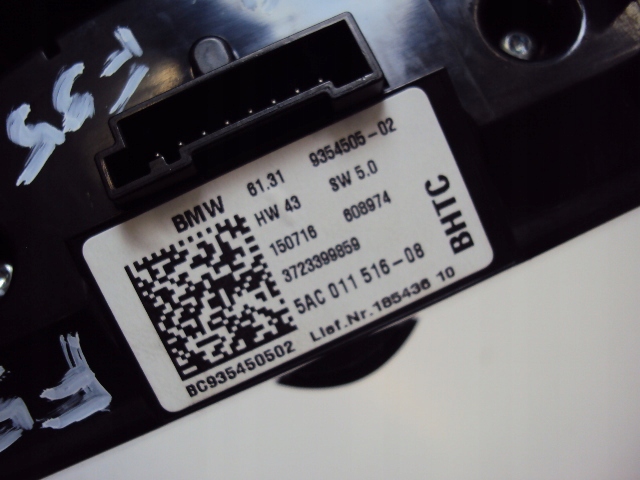 BMW 61.31 9354505-02
HW 43 SW 5.0
150716 608974
3723399859
5AC 011 516-08
BHTC
BC935450502 Lief.Nr.185436 10